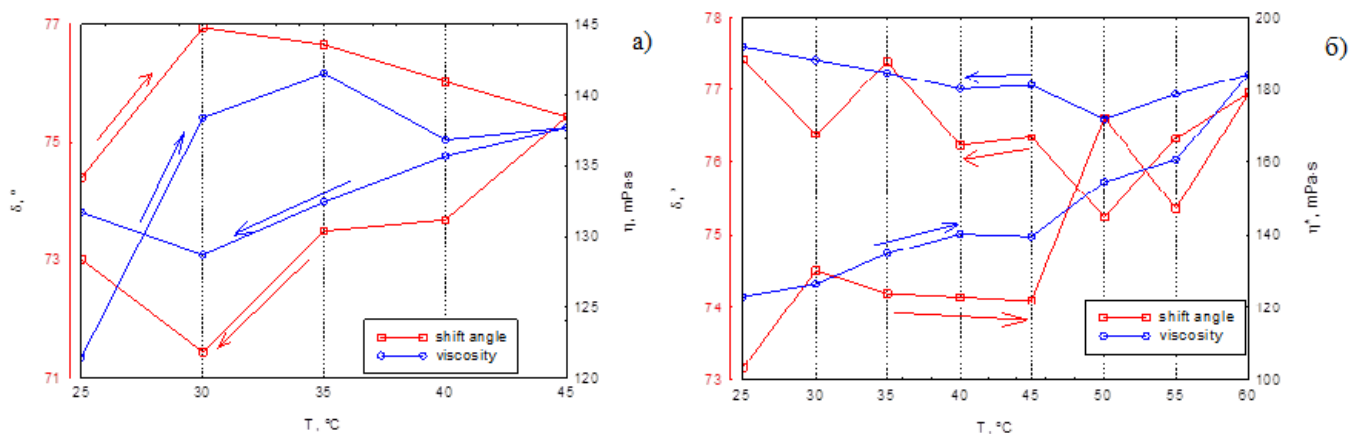 77
75
73
71
δ, °
145
140
135
130
125
120
η, mPa·s
25 30 35 40 45
T, °C
shift angle
viscosity
а)
78
77
76
75
74
73
δ, °
200
180
160
140
120
100
η*, mPa·s
25 30 35 40 45 50 55 60
T, °C
shift angle
viscosity
б)